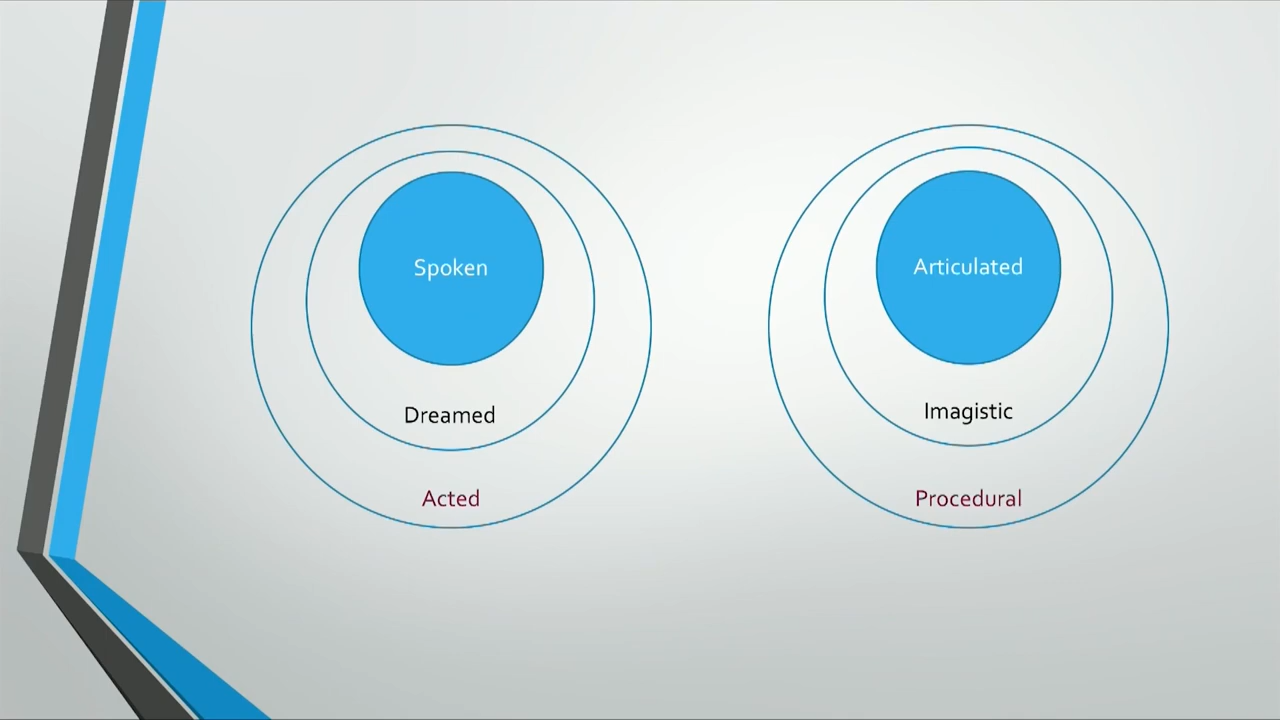 Spoken
Dreamed
Acted
Articulated
Imagistic
Procedural